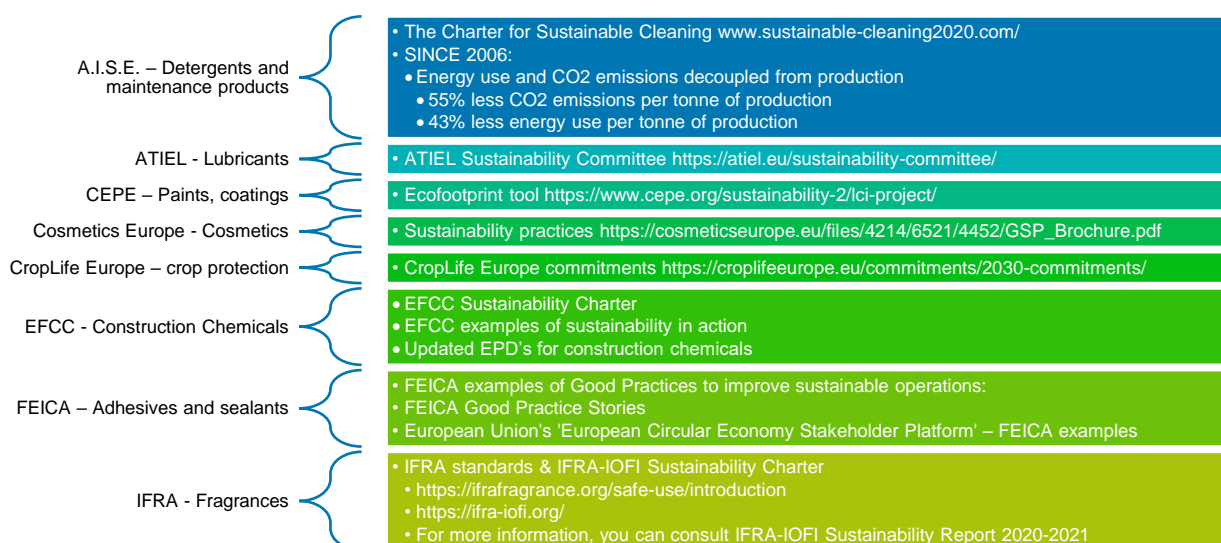 A.I.S.E. – Detergents and
maintenance products
• The Charter for Sustainable Cleaning www.sustainable-cleaning2020.com/
• SINCE 2006:
• Energy use and CO2 emissions decoupled from production
• 55% less CO2 emissions per tonne of production
• 43% less energy use per tonne of production
ATIEL - Lubricants
• ATIEL Sustainability Committee https://atiel.eu/sustainability-committee/
CEPE – Paints, coatings
• Ecofootprint tool https://www.cepe.org/sustainability-2/lci-project/
Cosmetics Europe - Cosmetics
• Sustainability practices https://cosmeticseurope.eu/files/4214/6521/4452/GSP_Brochure.pdf
CropLife Europe – crop protection
• CropLife Europe commitments https://croplifeeurope.eu/commitments/2030-commitments/
EFCC - Construction Chemicals
• EFCC Sustainability Charter
• EFCC examples of sustainability in action
• Updated EPD's for construction chemicals
FEICA – Adhesives and sealants
• FEICA examples of Good Practices to improve sustainable operations:
• FEICA Good Practice Stories
• European Union's 'European Circular Economy Stakeholder Platform' – FEICA examples
IFRA - Fragrances
• IFRA standards & IFRA-IOFI Sustainability Charter
• https://ifrafragrance.org/safe-use/introduction
• https://ifra-iofi.org/
• For more information, you can consult IFRA-IOFI Sustainability Report 2020-2021